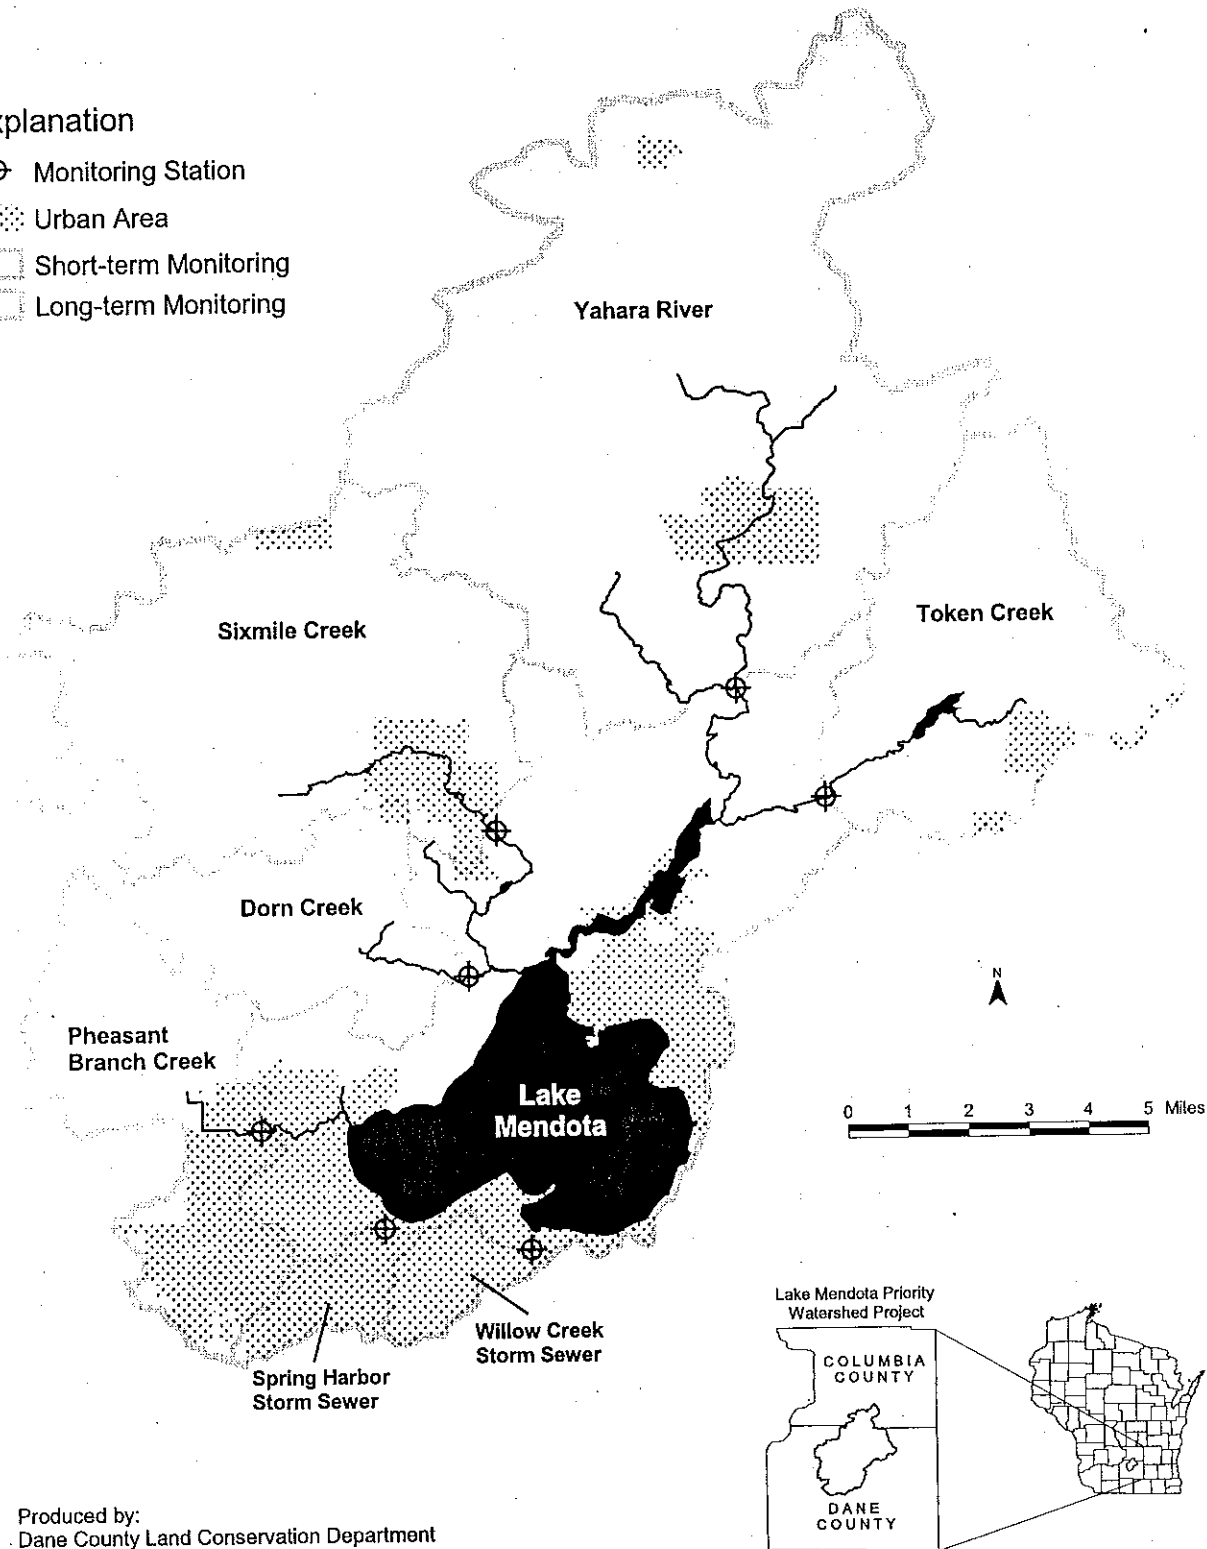 xplanation
Monitoring Station
Urban Area
Short-term Monitoring
Long-term Monitoring
Yahara River
Token Creek
Sixmile Creek
Dorn Creek
N
Pheasant
Branch Creek
Lake
Mendota
0 1 2 3 4 5 Miles
Willow Creek
Storm Sewer
Spring Harbor
Storm Sewer
Lake Mendota Priority
Watershed Project
COLUMBIA
COUNTY
DANE
COUNTY
Produced by:
Dane County Land Conservation Department